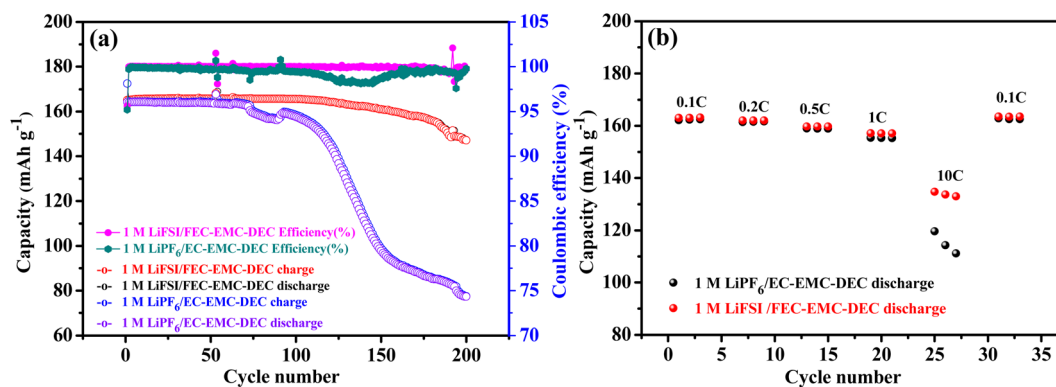 (a)
Capacity (mAh g⁻¹)
200
180
160
140
120
100
80
60
1 M LiFSI/FEC-EMC-DEC Efficiency(%)
1 M LiPF₆/EC-EMC-DEC Efficiency(%)
1 M LiFSI/FEC-EMC-DEC charge
1 M LiFSI/FEC-EMC-DEC discharge
1 M LiPF₆/EC-EMC-DEC charge
1 M LiPF₆/EC-EMC-DEC discharge
0 50 100 150 200
Cycle number
105
100
95
90
85
80
75
70
Coulombic efficiency (%)
(b)
Capacity (mAh g⁻¹)
200
180
160
140
120
100
80
0.1C
0.2C
0.5C
1C
10C
0.1C
1 M LiPF₆/EC-EMC-DEC discharge
1 M LiFSI /FEC-EMC-DEC discharge
0 5 10 15 20 25 30 35
Cycle number